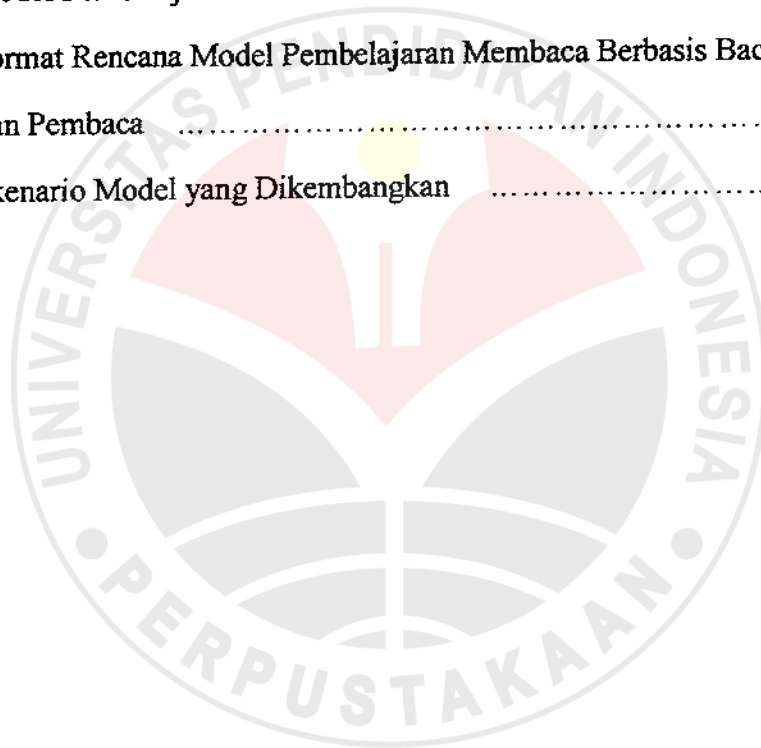 ormat Rencana Model Pembelajaran Membaca Berbasis Bac
an Pembaca ........................................................
kenario Model yang Dikembangkan ............................
UNIVERSITAS PENDIDIKAN INDONESIA
PERPUSTAKAAN